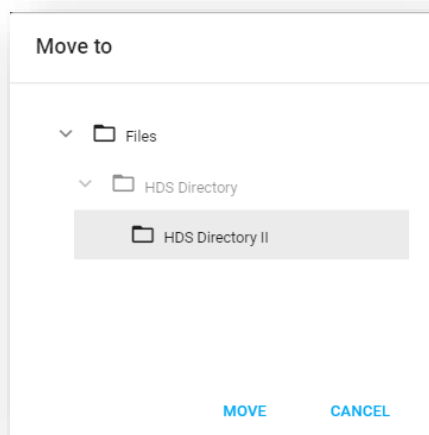 Move to
Files
HDS Directory
HDS Directory II
MOVE CANCEL